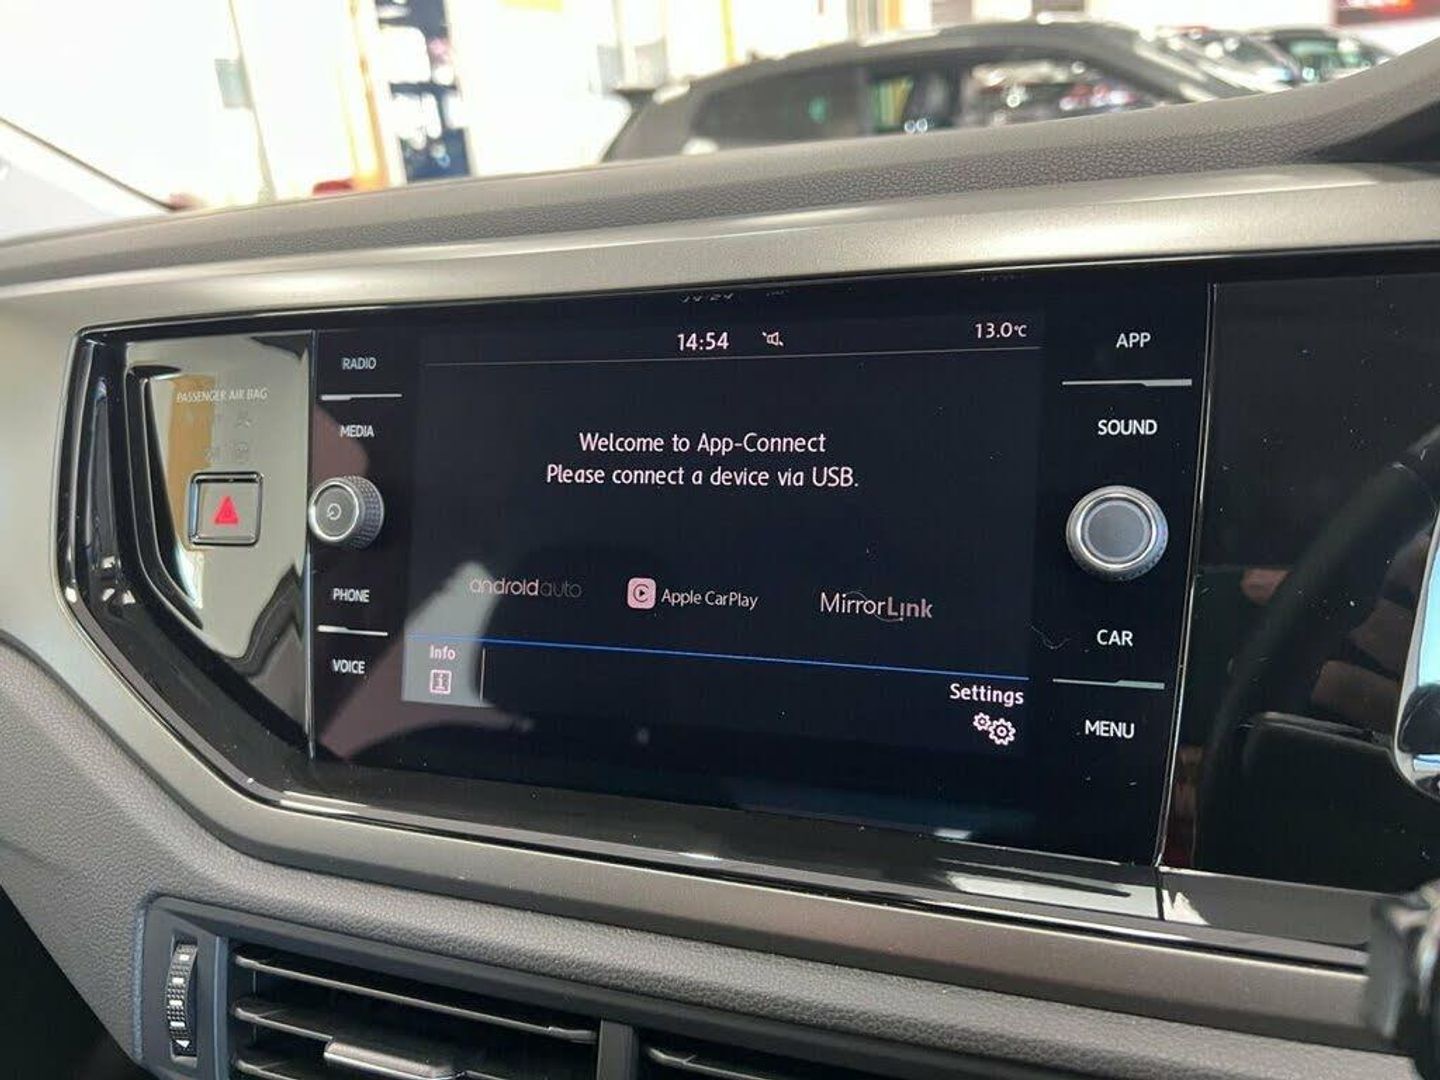 14:54
13.0°C
RADIO
MEDIA
PHONE
VOICE
PASSENGER AIR BAG
Welcome to App-Connect
Please connect a device via USB.
androidauto
Apple CarPlay
MirrorLink
Info
Settings
APP
SOUND
CAR
MENU